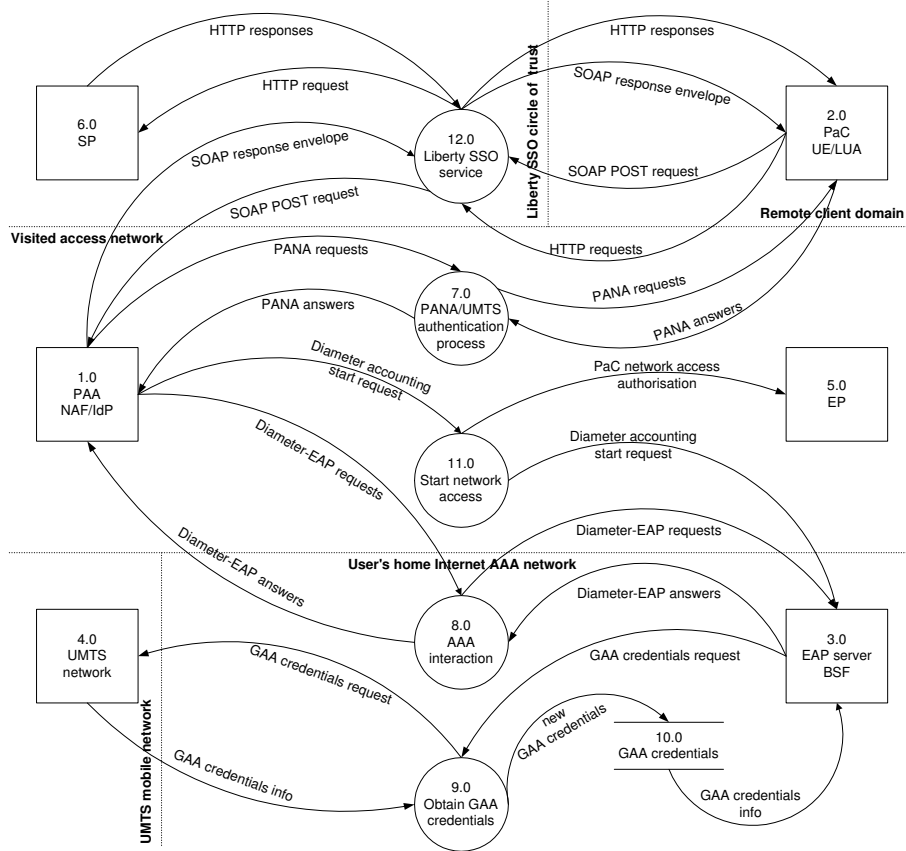 HTTP responses
HTTP responses
HTTP request
SOAP response envelope
6.0
SP
12.0
Liberty SSO
service
2.0
PaC
UE/LUA
SOAP response envelope
SOAP POST request
SOAP POST request
Liberty SSO circle of trust
Visited access network
Remote client domain
HTTP requests
PANA requests
PANA requests
7.0
PANA/UMTS
authentication
process
PANA answers
PANA answers
1.0
PAA
NAF/IdP
Diameter accounting
start request
PaC network access
authorisation
5.0
EP
Diameter-EAP requests
11.0
Start network
access
Diameter accounting
start request
Diameter-EAP requests
Diameter-EAP answers
User's home Internet AAA network
Diameter-EAP answers
4.0
UMTS
network
8.0
AAA
interaction
3.0
EAP server
BSF
GAA credentials request
GAA credentials request
new
GAA credentials
10.0
GAA credentials
UMTS mobile network
GAA credentials info
9.0
Obtain GAA
credentials
GAA credentials
info